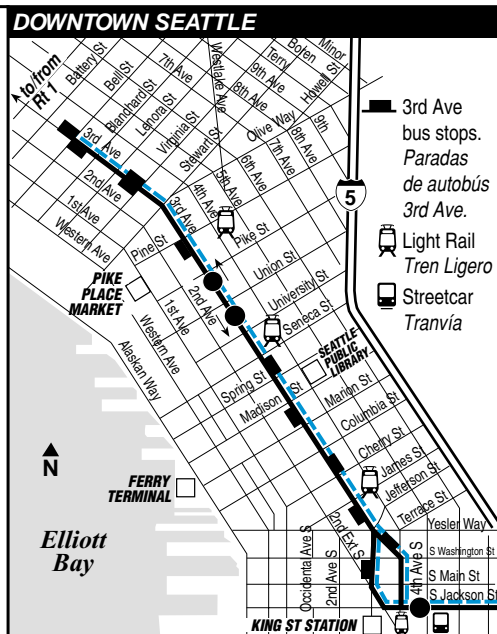 DOWNTOWN SEATTLE
to/from
Rt 1
Battery St
Bell St
Blanchard St
Lenora St
Virginia St
Stewart St
7th Ave
8th Ave
9th Ave
Terry
Boren
Minor
Howell St
Westlake Ave
Olive Way
9th
8th Ave
7th Ave
6th Ave
5th Ave
4th Ave
3rd Ave
3rd Ave
2nd Ave
1st Ave
Western Ave
Pine St
Pike St
Union St
University St
Seneca St
PIKE
PLACE
MARKET
1st Ave
2nd Ave
Western Ave
Alaskan Way
Spring St
Madison St
SEATTLE
PUBLIC
LIBRARY
Marion St
Columbia St
Cherry St
James St
Jefferson St
Terrace St
Yesler Way
S Washington St
S Main St
S Jackson St
N
FERRY
TERMINAL
Elliott
Bay
Occidental Ave S
2nd Ave S
2nd Ext S
4th Ave S
KING ST STATION
5
3rd Ave
bus stops.
Paradas
de autobús
3rd Ave.
Light Rail
Tren Ligero
Streetcar
Tranvía